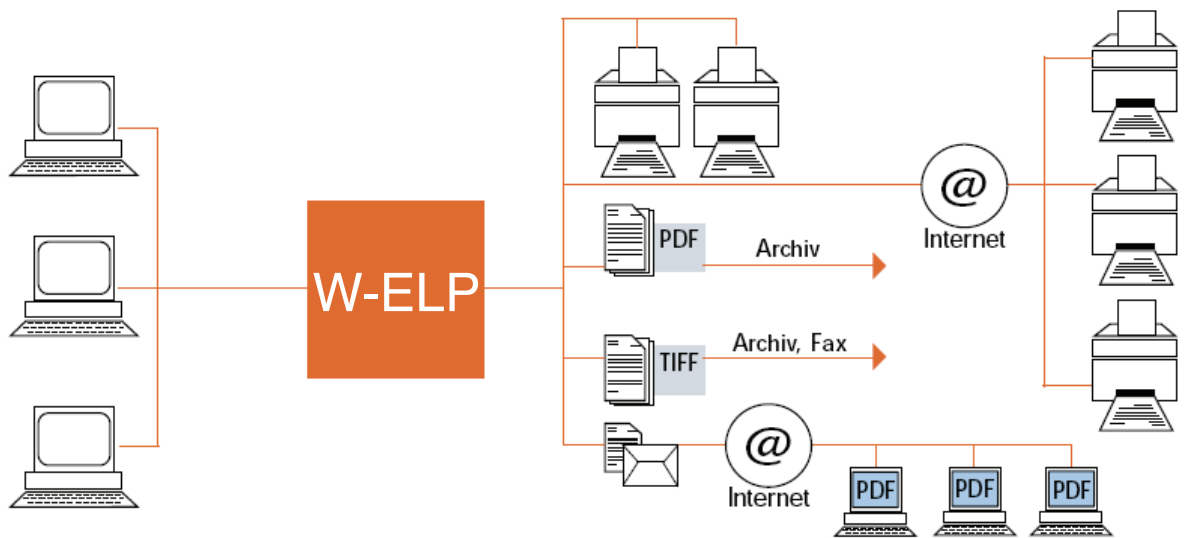 W-ELP
@
Internet
PDF
Archiv
TIFF
Archiv, Fax
@
Internet
PDF
PDF
PDF